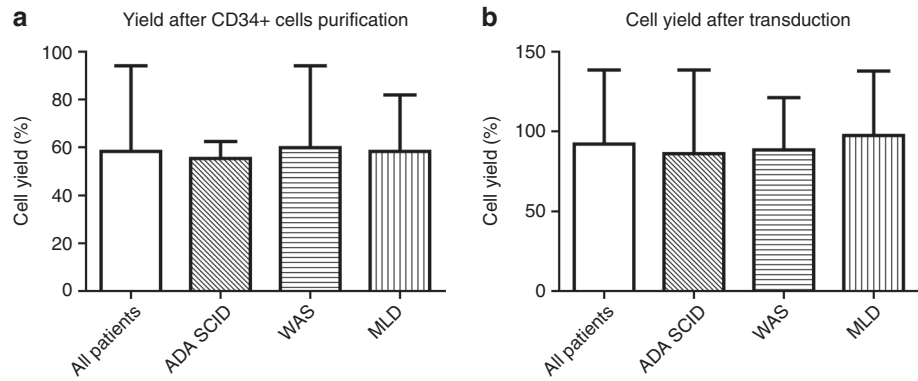 a
Yield after CD34+ cells purification
Cell yield (%)
100
80
60
40
20
0
All patients
ADA SCID
WAS
MLD
b
Cell yield after transduction
Cell yield (%)
150
100
50
0
All patients
ADA SCID
WAS
MLD